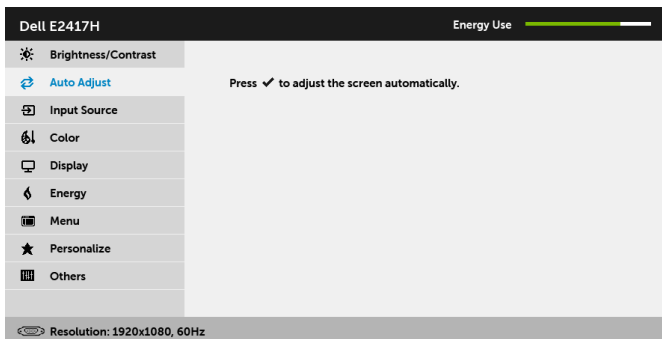 Dell E2417H
Energy Use
Brightness/Contrast
Auto Adjust
Press ✓ to adjust the screen automatically.
Input Source
Color
Display
Energy
Menu
Personalize
Others
Resolution: 1920x1080, 60Hz